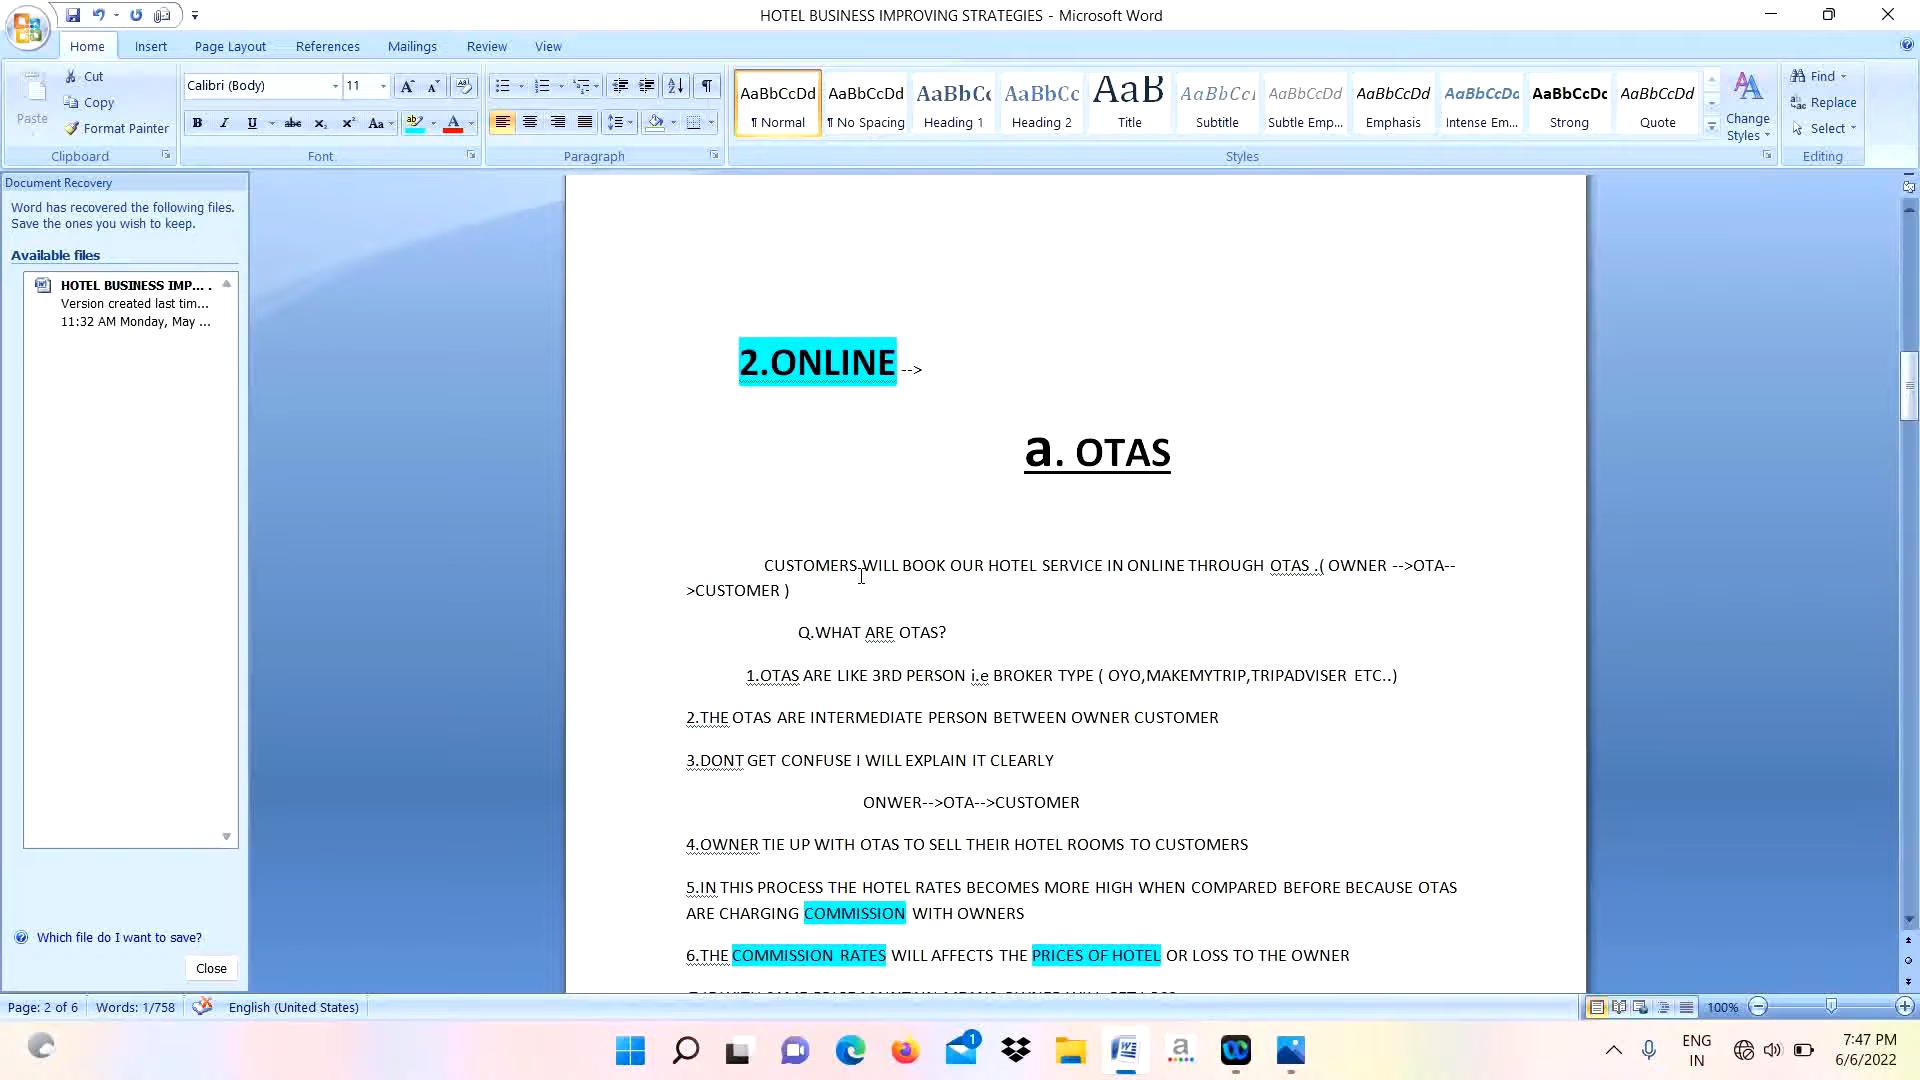 HOTEL BUSINESS IMPROVING STRATEGIES - Microsoft Word
Home Insert Page Layout References Mailings Review View
Paste
Cut
Copy
Format Painter
Clipboard
Calibri (Body) 11
Font
Paragraph
AaBbCcDd AaBbCcDd AaBbCc AaBbCc AaB AaBbCcI AaBbCcDd AaBbCcDd AaBbCcDd AaBbCcDc AaBbCcDd
¶ Normal ¶ No Spacing Heading 1 Heading 2 Title Subtitle Subtle Emp... Emphasis Intense Em... Strong Quote
Styles
Change
Styles
Find
Replace
Select
Editing
Document Recovery
Word has recovered the following files.
Save the ones you wish to keep.
Available files
HOTEL BUSINESS IMP... .
Version created last tim...
11:32 AM Monday, May ...
Which file do I want to save?
Close
2.ONLINE -->
a. OTAS
CUSTOMERS WILL BOOK OUR HOTEL SERVICE IN ONLINE THROUGH OTAS .( OWNER -->OTA--
>CUSTOMER )
Q.WHAT ARE OTAS?
1.OTAS ARE LIKE 3RD PERSON i.e BROKER TYPE ( OYO,MAKEMYTRIP,TRIPADVISER ETC..)
2.THE OTAS ARE INTERMEDIATE PERSON BETWEEN OWNER CUSTOMER
3.DONT GET CONFUSE I WILL EXPLAIN IT CLEARLY
ONWER-->OTA-->CUSTOMER
4.OWNER TIE UP WITH OTAS TO SELL THEIR HOTEL ROOMS TO CUSTOMERS
5.IN THIS PROCESS THE HOTEL RATES BECOMES MORE HIGH WHEN COMPARED BEFORE BECAUSE OTAS
ARE CHARGING COMMISSION WITH OWNERS
6.THE COMMISSION RATES WILL AFFECTS THE PRICES OF HOTEL OR LOSS TO THE OWNER
Page: 2 of 6 Words: 1/758 English (United States) 100%
1
ENG
IN
7:47 PM
6/6/2022